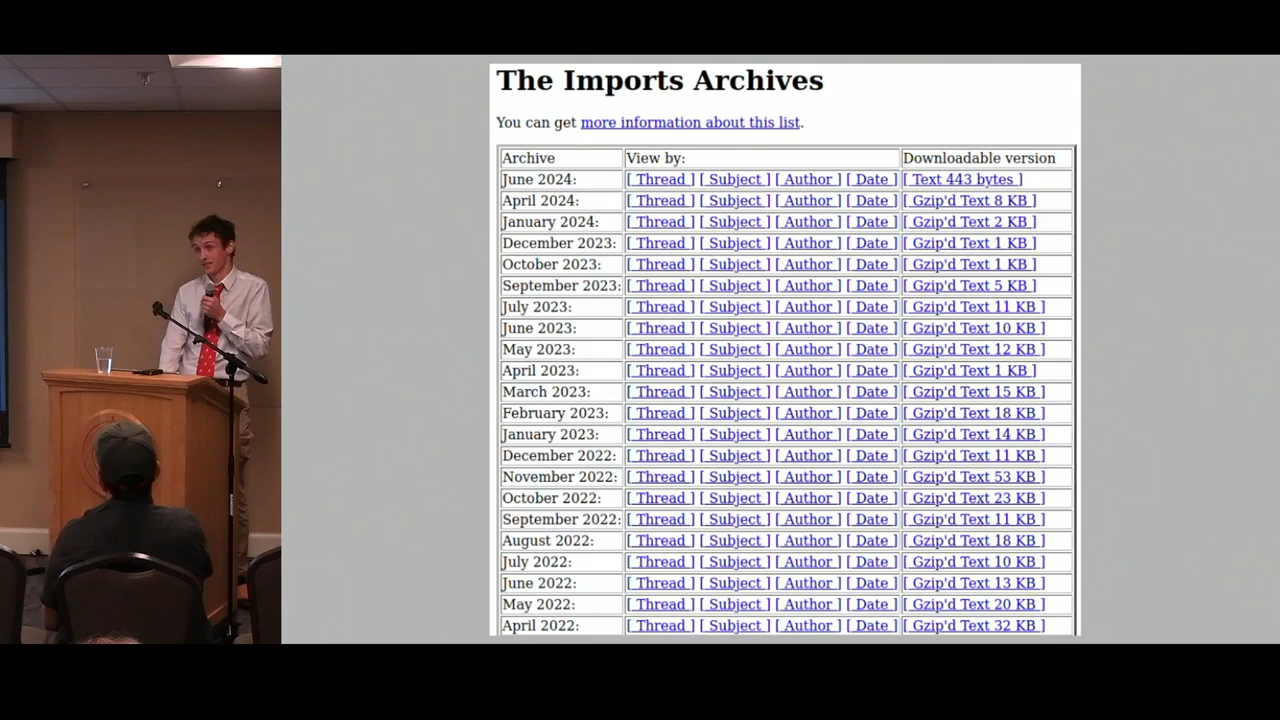 The Imports Archives
You can get more information about this list.
Archive View by: Downloadable version
June 2024: [ Thread ] [ Subject ] [ Author ] [ Date ] [ Text 443 bytes ]
April 2024: [ Thread ] [ Subject ] [ Author ] [ Date ] [ Gzip'd Text 8 KB ]
January 2024: [ Thread ] [ Subject ] [ Author ] [ Date ] [ Gzip'd Text 2 KB ]
December 2023: [ Thread ] [ Subject ] [ Author ] [ Date ] [ Gzip'd Text 1 KB ]
October 2023: [ Thread ] [ Subject ] [ Author ] [ Date ] [ Gzip'd Text 1 KB ]
September 2023: [ Thread ] [ Subject ] [ Author ] [ Date ] [ Gzip'd Text 5 KB ]
July 2023: [ Thread ] [ Subject ] [ Author ] [ Date ] [ Gzip'd Text 11 KB ]
June 2023: [ Thread ] [ Subject ] [ Author ] [ Date ] [ Gzip'd Text 10 KB ]
May 2023: [ Thread ] [ Subject ] [ Author ] [ Date ] [ Gzip'd Text 12 KB ]
April 2023: [ Thread ] [ Subject ] [ Author ] [ Date ] [ Gzip'd Text 1 KB ]
March 2023: [ Thread ] [ Subject ] [ Author ] [ Date ] [ Gzip'd Text 15 KB ]
February 2023: [ Thread ] [ Subject ] [ Author ] [ Date ] [ Gzip'd Text 18 KB ]
January 2023: [ Thread ] [ Subject ] [ Author ] [ Date ] [ Gzip'd Text 14 KB ]
December 2022: [ Thread ] [ Subject ] [ Author ] [ Date ] [ Gzip'd Text 11 KB ]
November 2022: [ Thread ] [ Subject ] [ Author ] [ Date ] [ Gzip'd Text 53 KB ]
October 2022: [ Thread ] [ Subject ] [ Author ] [ Date ] [ Gzip'd Text 23 KB ]
September 2022: [ Thread ] [ Subject ] [ Author ] [ Date ] [ Gzip'd Text 11 KB ]
August 2022: [ Thread ] [ Subject ] [ Author ] [ Date ] [ Gzip'd Text 18 KB ]
July 2022: [ Thread ] [ Subject ] [ Author ] [ Date ] [ Gzip'd Text 10 KB ]
June 2022: [ Thread ] [ Subject ] [ Author ] [ Date ] [ Gzip'd Text 13 KB ]
May 2022: [ Thread ] [ Subject ] [ Author ] [ Date ] [ Gzip'd Text 20 KB ]
April 2022: [ Thread ] [ Subject ] [ Author ] [ Date ] [ Gzip'd Text 32 KB ]